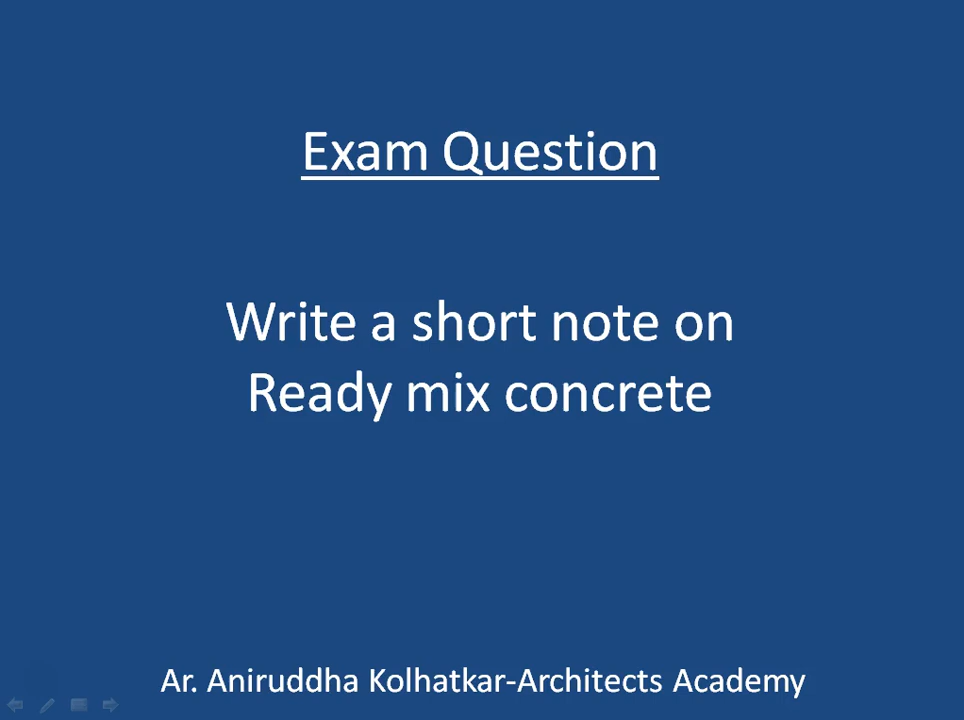 Exam Question
Write a short note on
Ready mix concrete
Ar. Aniruddha Kolhatkar-Architects Academy